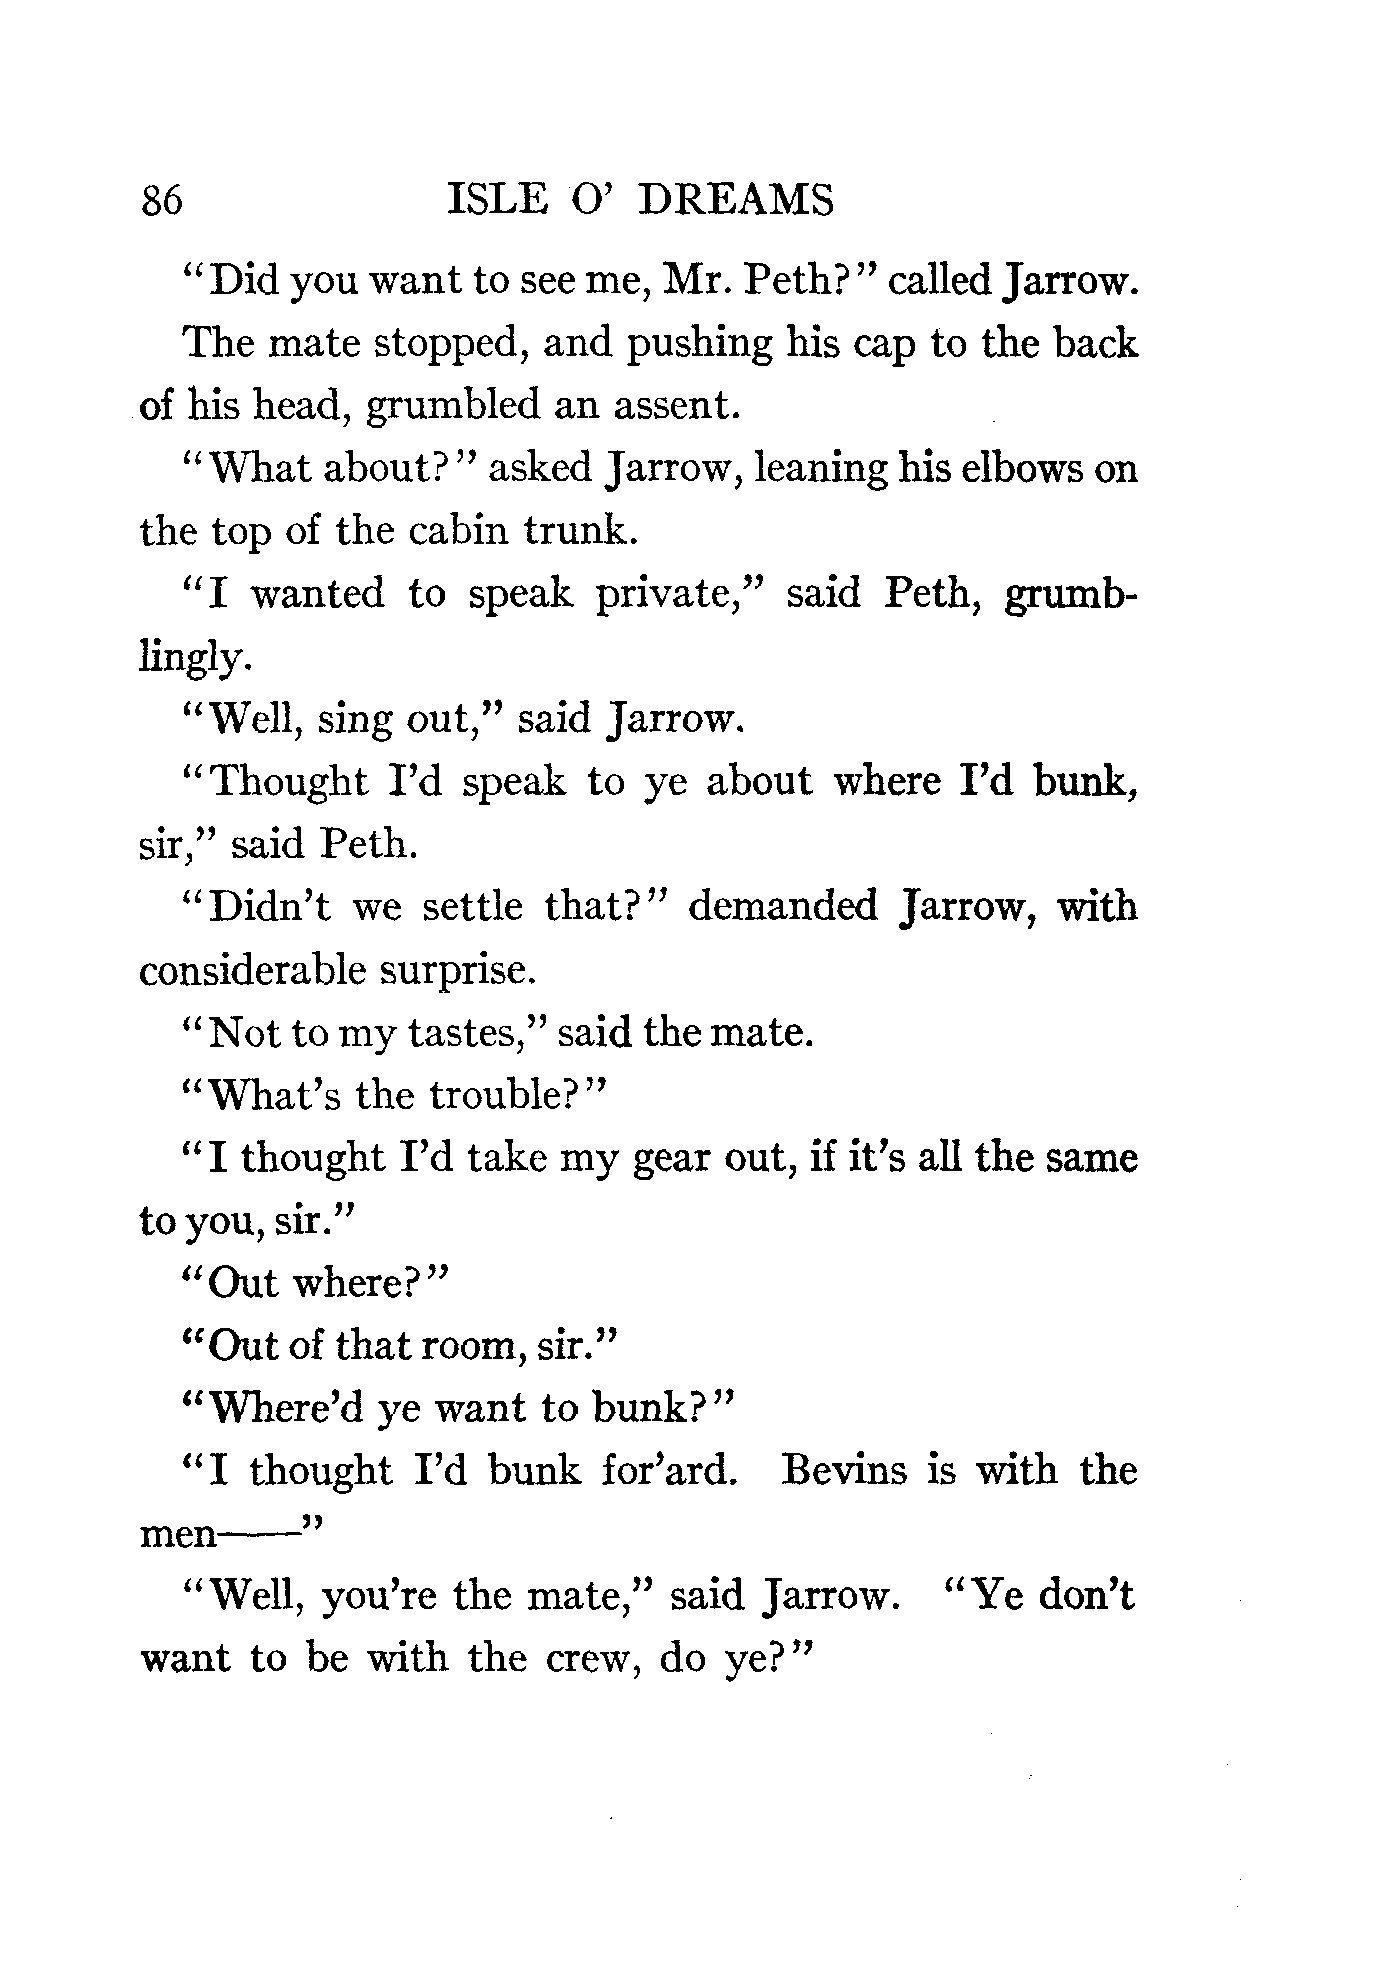 86 ISLE O’ DREAMS
“Did you want to see me, Mr. Peth?” called Jarrow.
The mate stopped, and pushing his cap to the back
of his head, grumbled an assent.
“What about?” asked Jarrow, leaning his elbows on
the top of the cabin trunk.
“I wanted to speak private,” said Peth, grumb-
lingly.
“Well, sing out,” said Jarrow.
“Thought I’d speak to ye about where I’d bunk,
sir,” said Peth.
“Didn’t we settle that?” demanded Jarrow, with
considerable surprise.
“Not to my tastes,” said the mate.
“What’s the trouble?”
“I thought I’d take my gear out, if it’s all the same
to you, sir.”
“Out where?”
“Out of that room, sir.”
“Where’d ye want to bunk?”
“I thought I’d bunk for’ard. Bevins is with the
men——”
“Well, you’re the mate,” said Jarrow. “Ye don’t
want to be with the crew, do ye?”